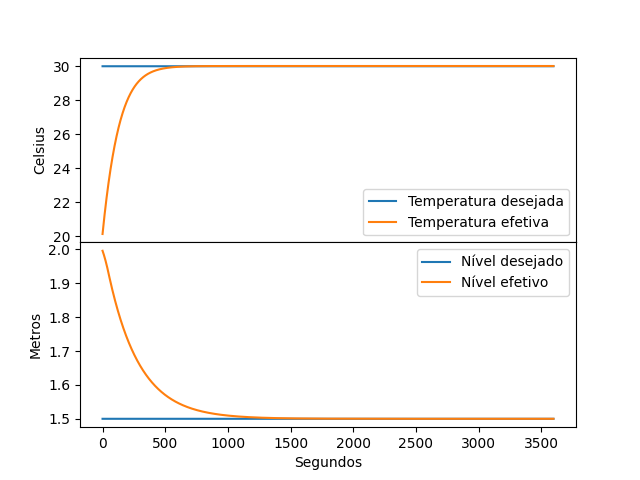 30
28
26
24
22
20
Celsius
Temperatura desejada
Temperatura efetiva
2.0
1.9
1.8
1.7
1.6
1.5
Metros
Nível desejado
Nível efetivo
0 500 1000 1500 2000 2500 3000 3500
Segundos